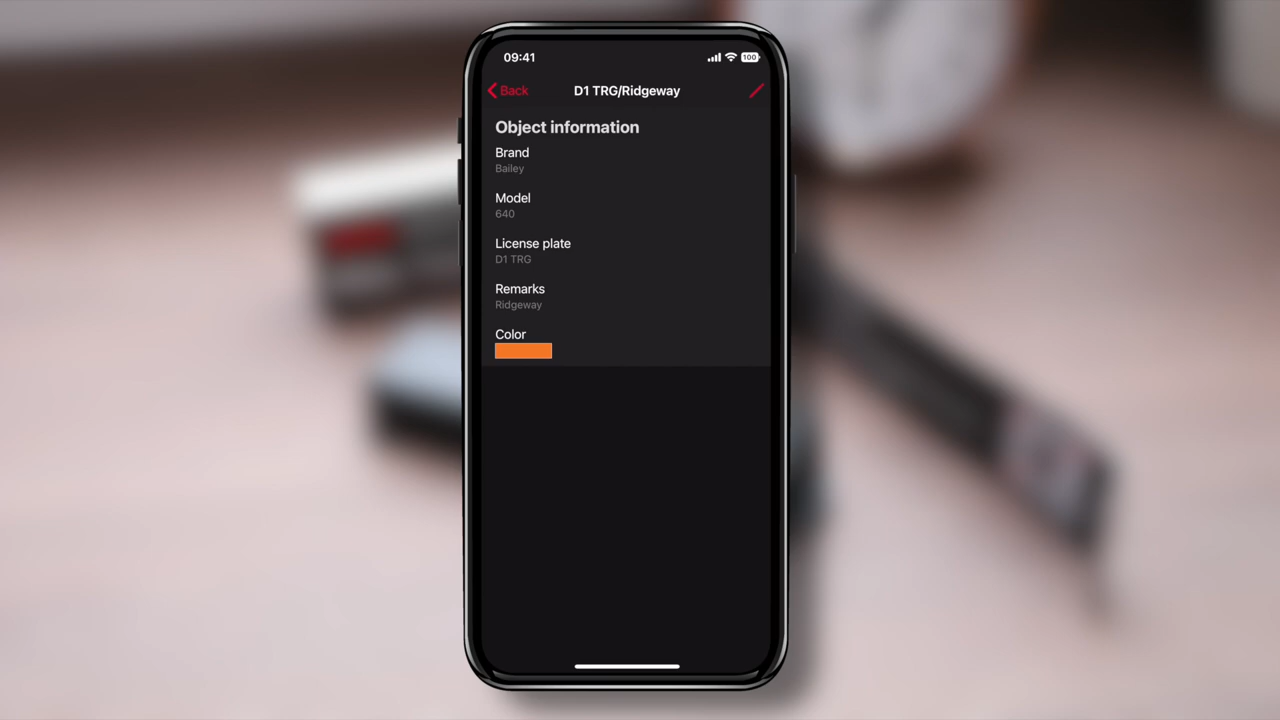 09:41
100
Back
D1 TRG/Ridgeway
Object information
Brand
Bailey
Model
640
License plate
D1 TRG
Remarks
Ridgeway
Color